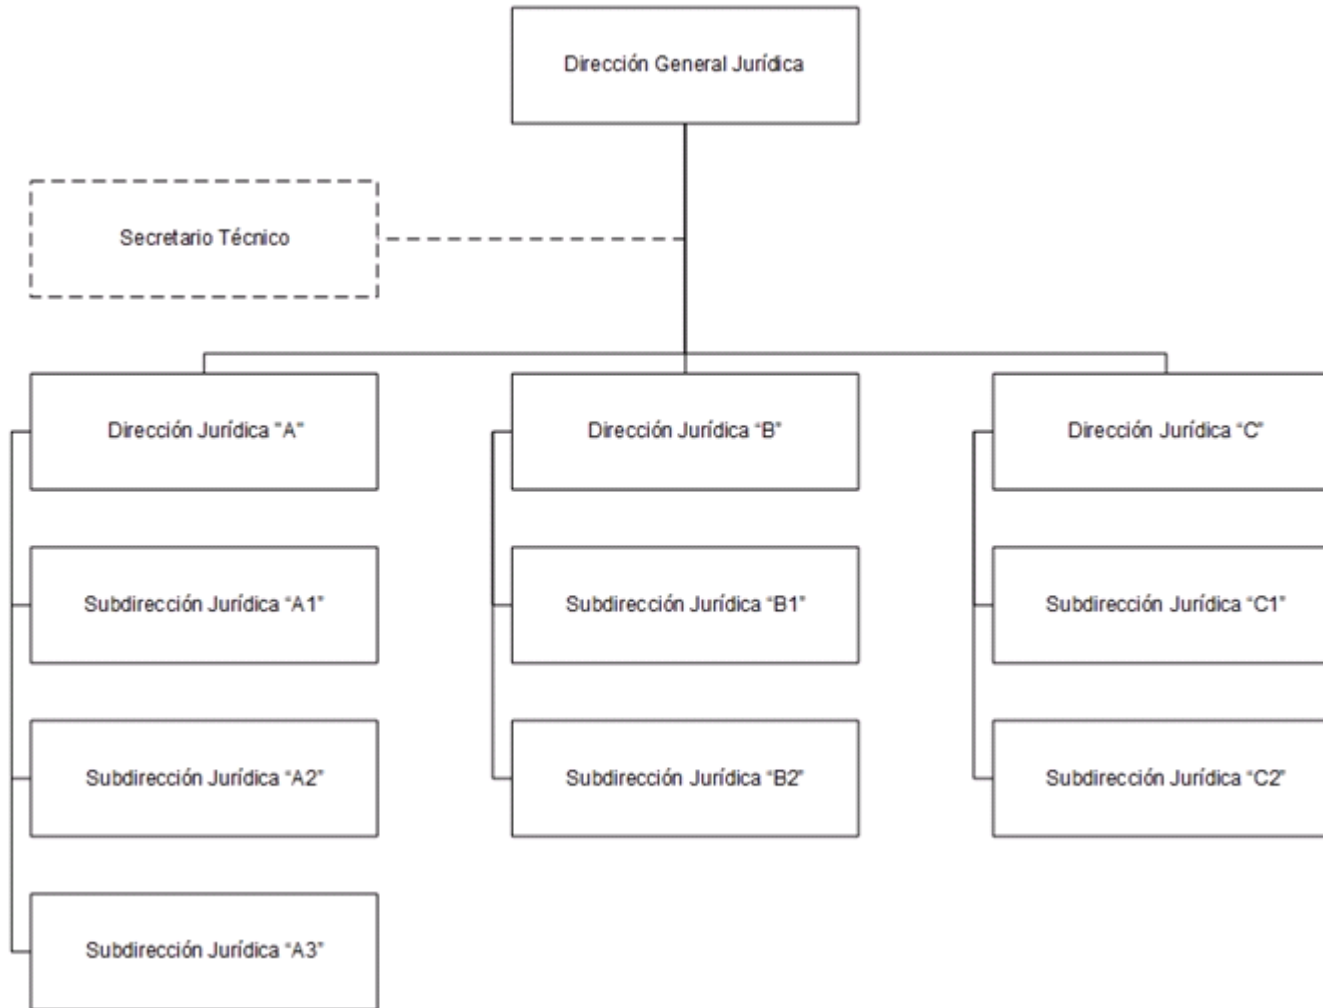 Dirección General Jurídica
Secretario Técnico
Dirección Jurídica "A"
Dirección Jurídica “B”
Dirección Jurídica “C”
Subdirección Jurídica “A1”
Subdirección Jurídica “B1”
Subdirección Jurídica “C1”
Subdirección Jurídica “A2”
Subdirección Jurídica “B2”
Subdirección Jurídica “C2”
Subdirección Jurídica “A3”